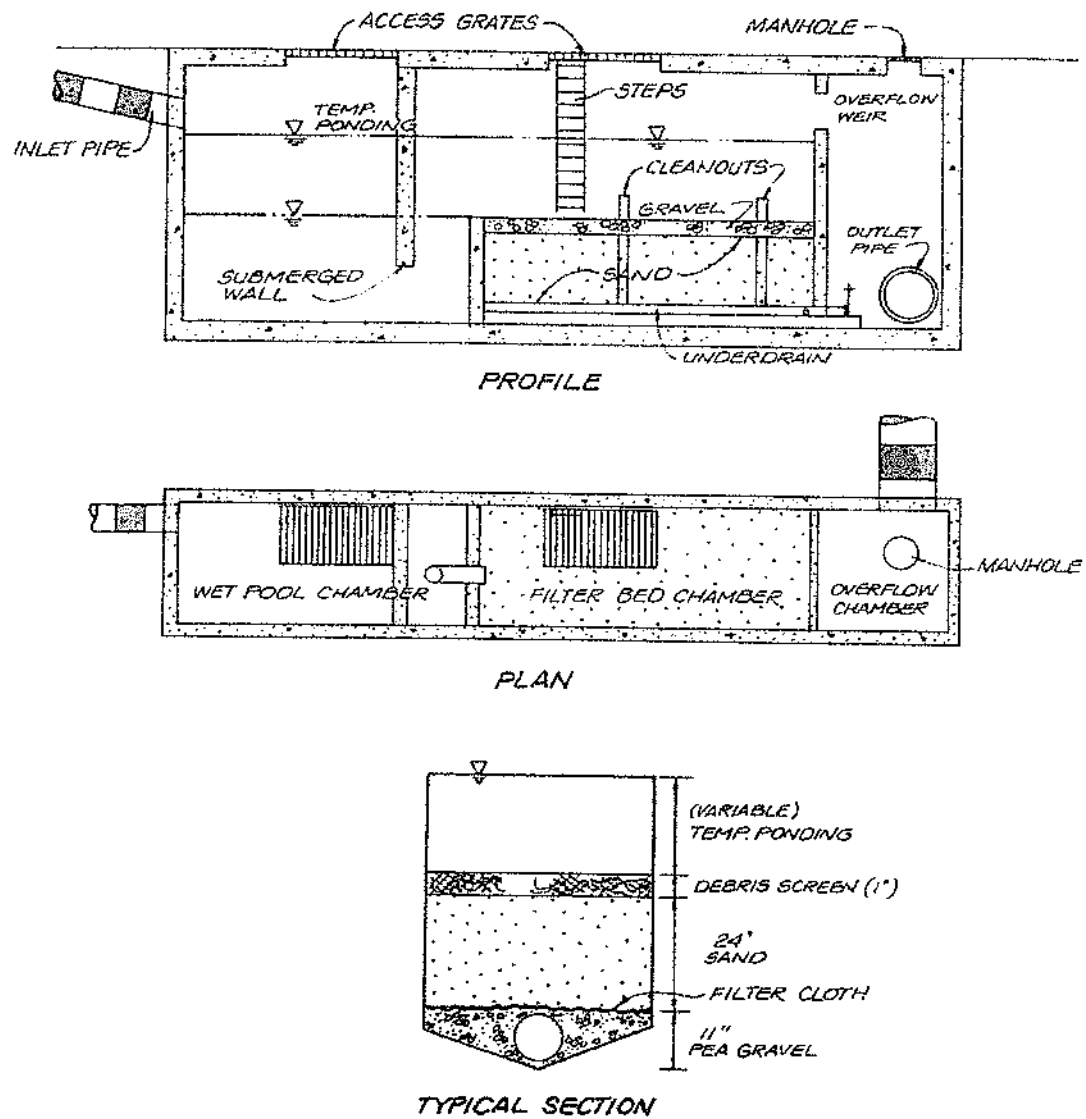 ACCESS GRATES
MANHOLE
STEPS
TEMP.
PONDING
OVERFLOW
WEIR
INLET PIPE
CLEANOUTS
GRAVEL
OUTLET
PIPE
SUBMERGED
WALL
SAND
UNDERDRAIN
PROFILE
MANHOLE
WET POOL CHAMBER
FILTER BED CHAMBER
OVERFLOW
CHAMBER
PLAN
(VARIABLE)
TEMP. PONDING
DEBRIS SCREEN (1")
24"
SAND
FILTER CLOTH
11"
PEA GRAVEL
TYPICAL SECTION